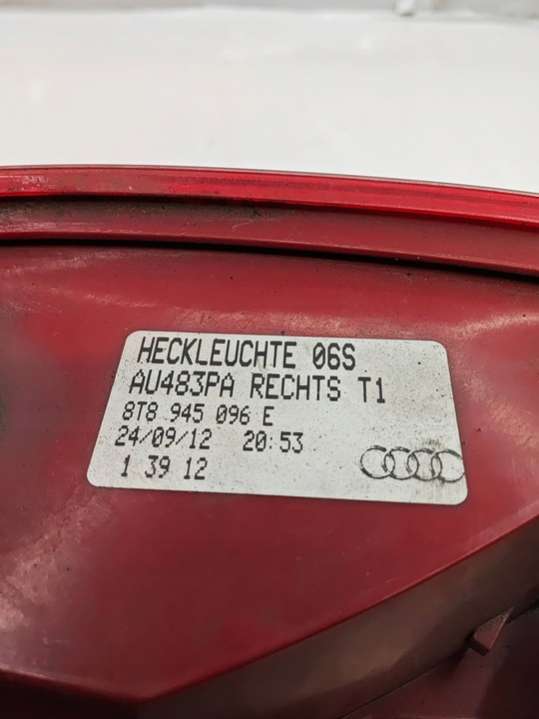 HECKLEUCHTE 06S
AU483PA RECHTS T1
8T8 945 096 E
24/09/12 20:53
1 39 12